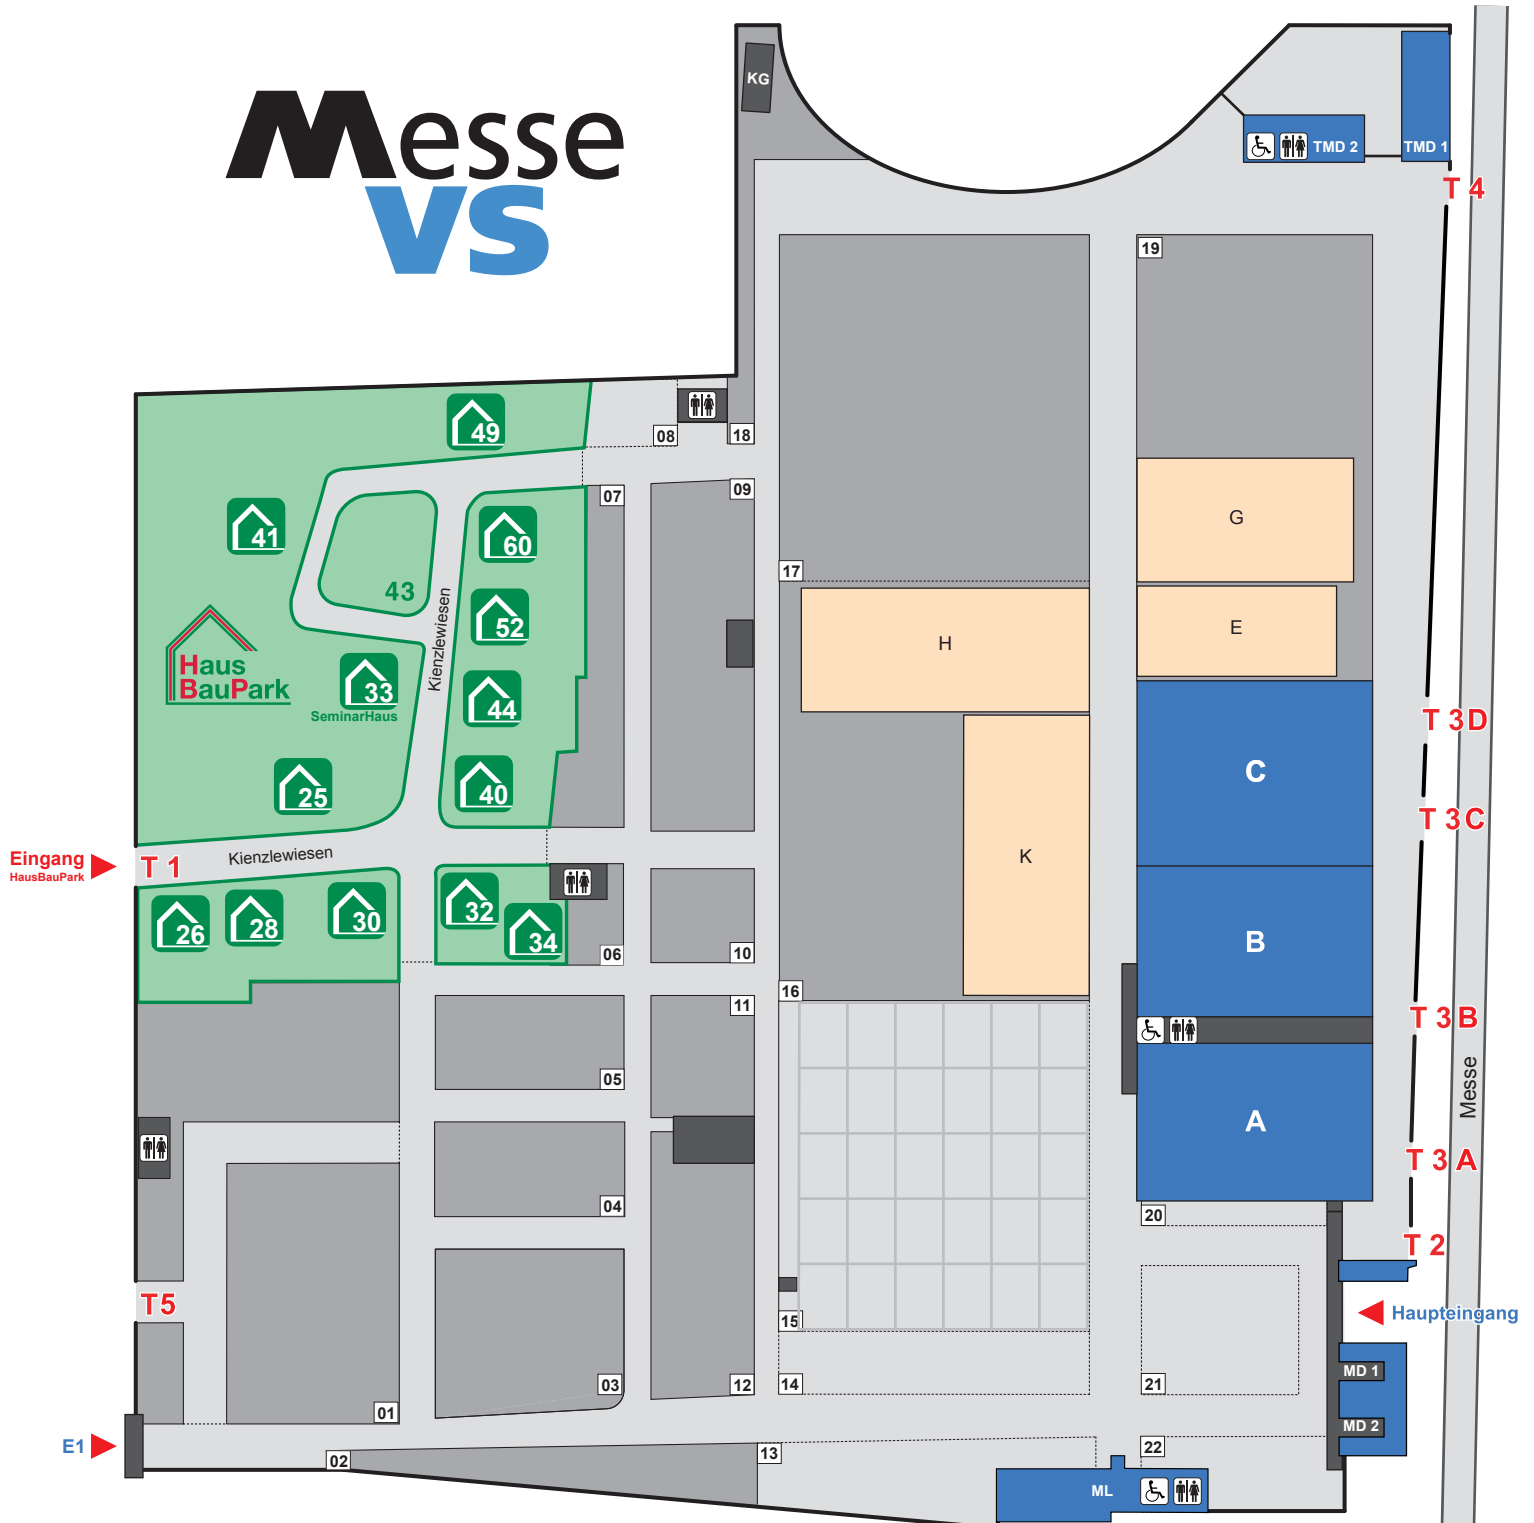 Messe
VS
KG
TMD 2
TMD 1
T 4
19
49
08
18
07
09
41
60
43
52
Kienzlewiesen
Haus
BauPark
33
SeminarHaus
44
25
40
17
G
H
E
T 3D
C
T 3C
Eingang
HausBauPark
T 1
Kienzlewiesen
K
26
28
30
32
34
06
10
B
16
11
T 3B
05
Messe
A
T 3A
04
20
T 2
T5
15
Haupteingang
03
12
14
21
MD 1
01
MD 2
E1
02
13
22
ML